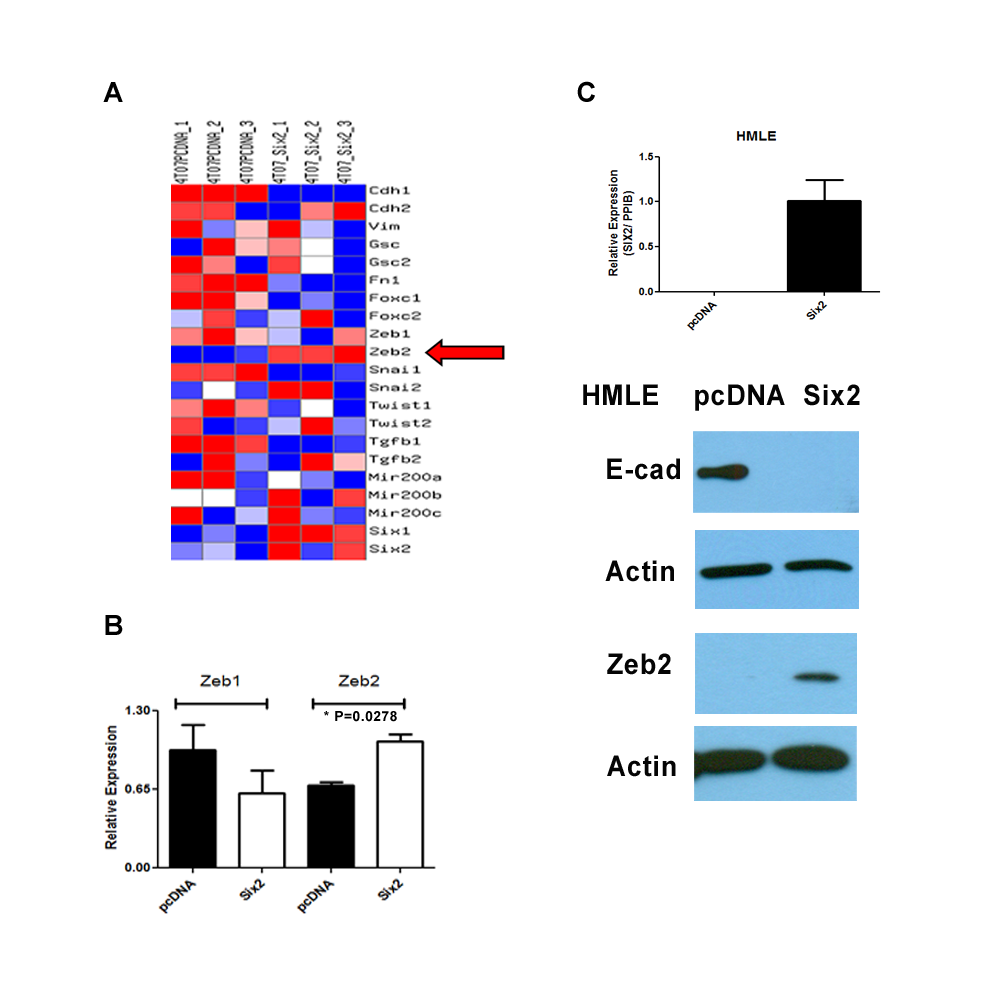 A
4T07PCDNA_1
4T07PCDNA_2
4T07PCDNA_3
4T07_Six2_1
4T07_Six2_2
4T07_Six2_3
Cdh1
Cdh2
Vim
Gsc
Gsc2
Fn1
Foxc1
Foxc2
Zeb1
Zeb2
Snai1
Snai2
Twist1
Twist2
Tgfb1
Tgfb2
Mir200a
Mir200b
Mir200c
Six1
Six2
B
Zeb1 Zeb2
* P=0.0278
Relative Expression
1.30
0.65
0.00
pcDNA
Six2
pcDNA
Six2
C
HMLE
Relative Expression
(SIX2/ PPIB)
1.5
1.0
0.5
0.0
pcDNA
Six2
HMLE pcDNA Six2
E-cad
Actin
Zeb2
Actin